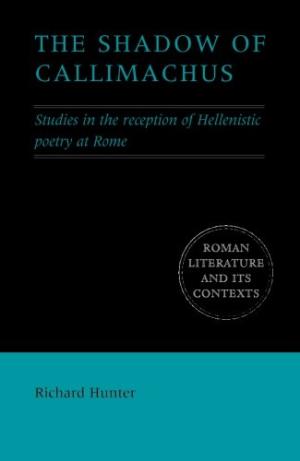 THE SHADOW OF
CALLIMACHUS
Studies in the reception of Hellenistic
poetry at Rome
ROMAN
LITERATURE
AND ITS
CONTEXTS
Richard Hunter